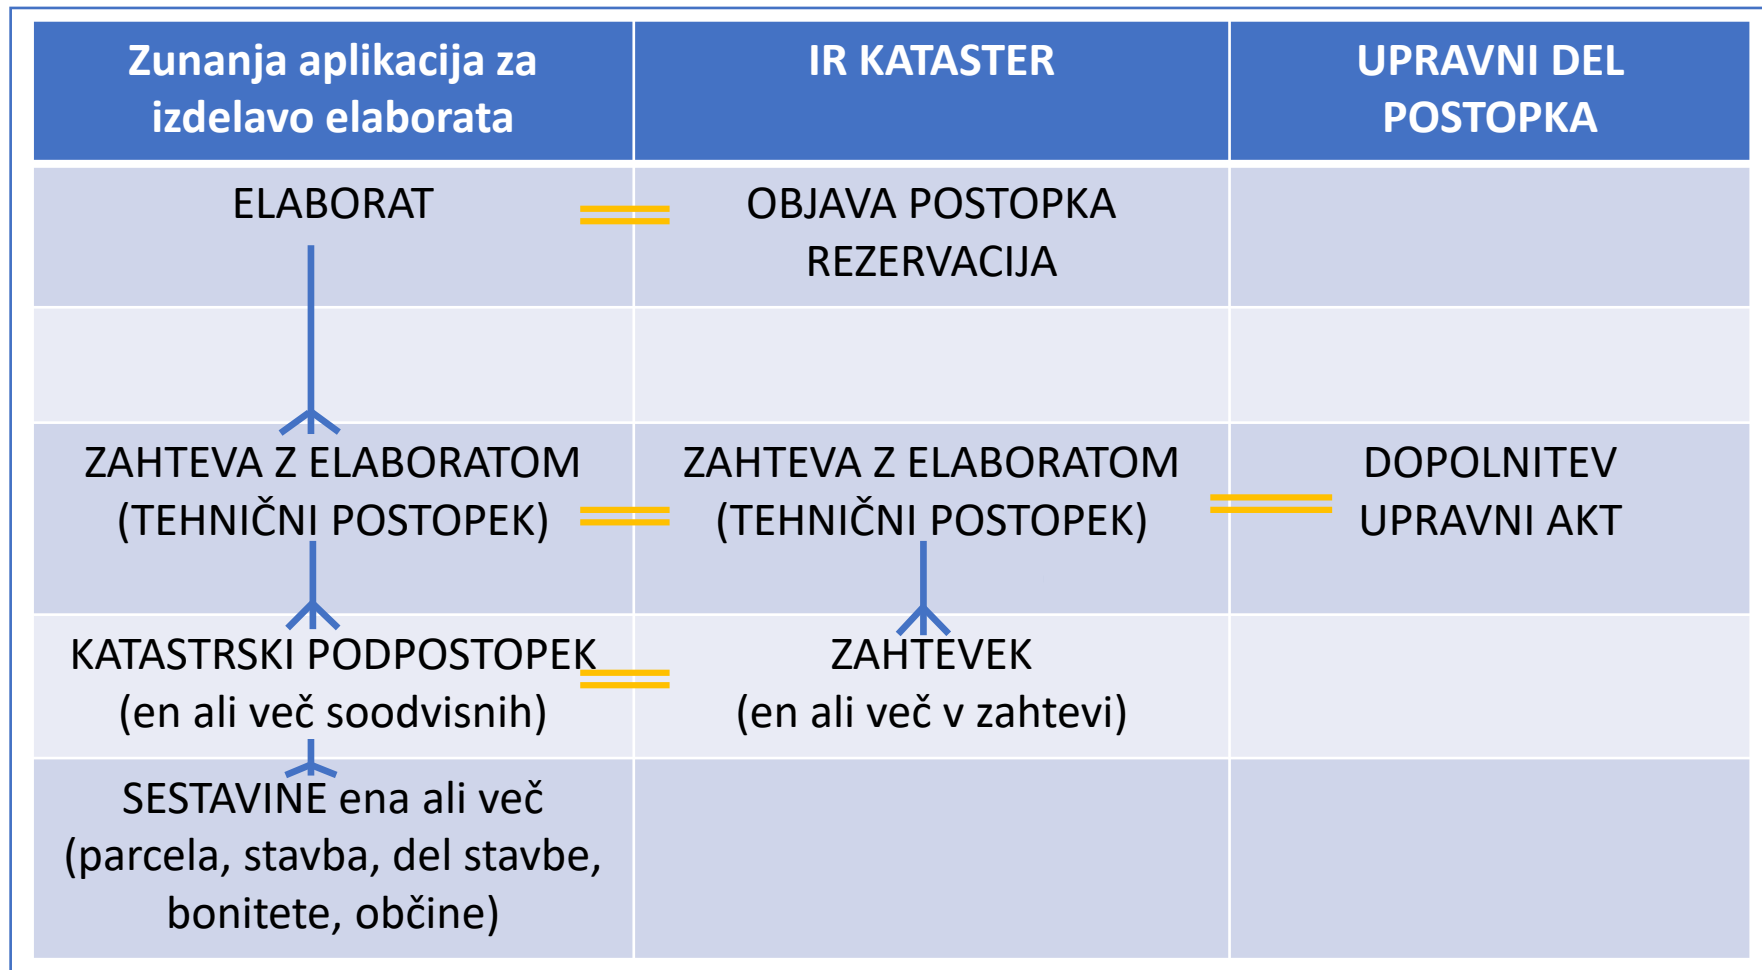 Zunanja aplikacija za
izdelavo elaborata
IR KATASTER
UPRAVNI DEL
POSTOPKA
ELABORAT
OBJAVA POSTOPKA
REZERVACIJA
ZAHTEVA Z ELABORATOM
(TEHNIČNI POSTOPEK)
ZAHTEVA Z ELABORATOM
(TEHNIČNI POSTOPEK)
DOPOLNITEV
UPRAVNI AKT
KATASTRSKI PODPOSTOPEK
(en ali več soodvisnih)
ZAHTEVEK
(en ali več v zahtevi)
SESTAVINE ena ali več
(parcela, stavba, del stavbe,
bonitete, občine)